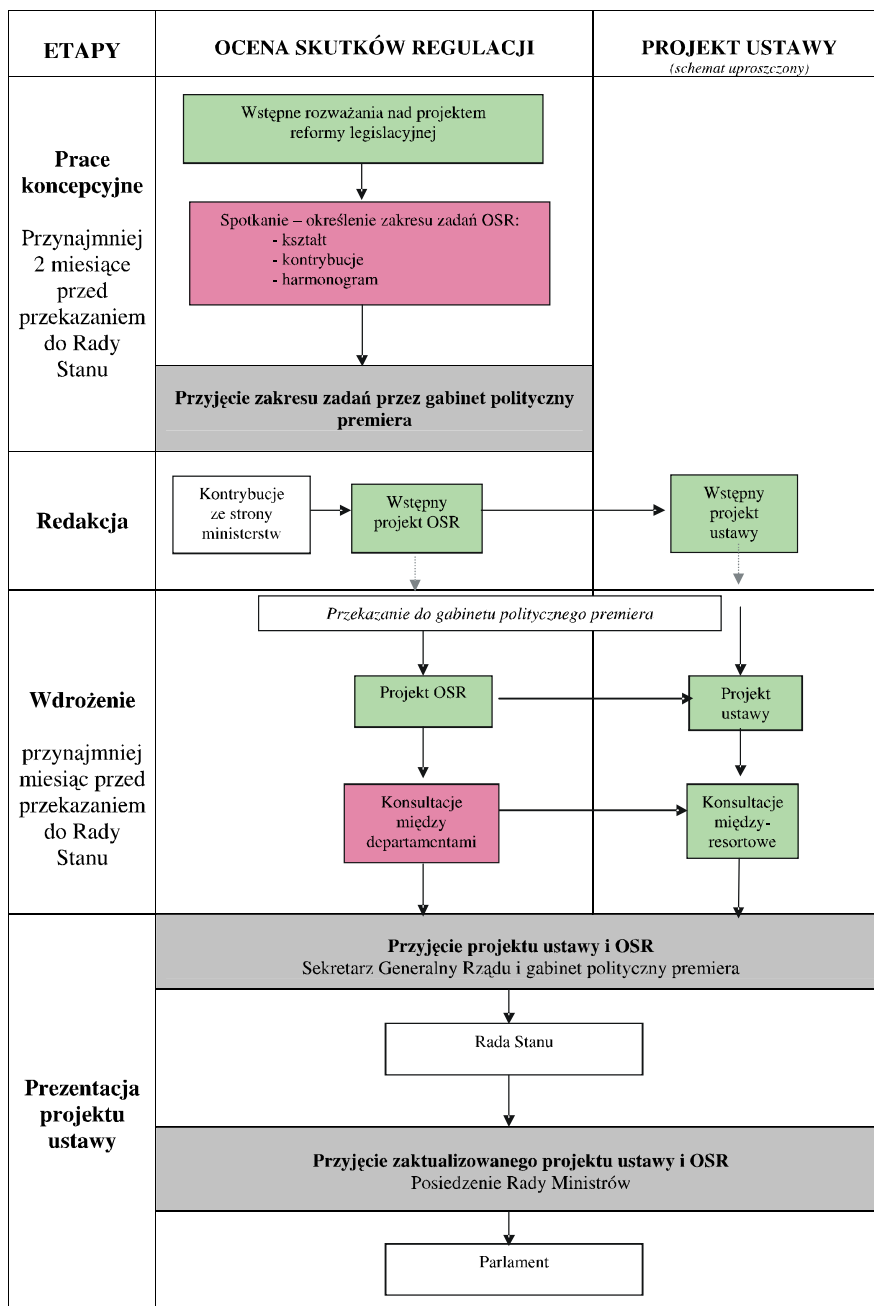 ETAPY
OCENA SKUTKÓW REGULACJI
PROJEKT USTAWY
(schemat uproszczony)
Prace
koncepcyjne
Przynajmniej
2 miesiące
przed
przekazaniem
do Rady
Stanu
Wstępne rozważania nad projektem
reformy legislacyjnej
Spotkanie – określenie zakresu zadań OSR:
- kształt
- kontrybucje
- harmonogram
Przyjęcie zakresu zadań przez gabinet polityczny
premiera
Redakcja
Kontrybucje
ze strony
ministerstw
Wstępny
projekt OSR
Wstępny
projekt
ustawy
Wdrożenie
przynajmniej
miesiąc przed
przekazaniem
do Rady
Stanu
Przekazanie do gabinetu politycznego premiera
Projekt OSR
Projekt
ustawy
Konsultacje
między
departamentami
Konsultacje
między-
resortowe
Prezentacja
projektu
ustawy
Przyjęcie projektu ustawy i OSR
Sekretarz Generalny Rządu i gabinet polityczny premiera
Rada Stanu
Przyjęcie zaktualizowanego projektu ustawy i OSR
Posiedzenie Rady Ministrów
Parlament